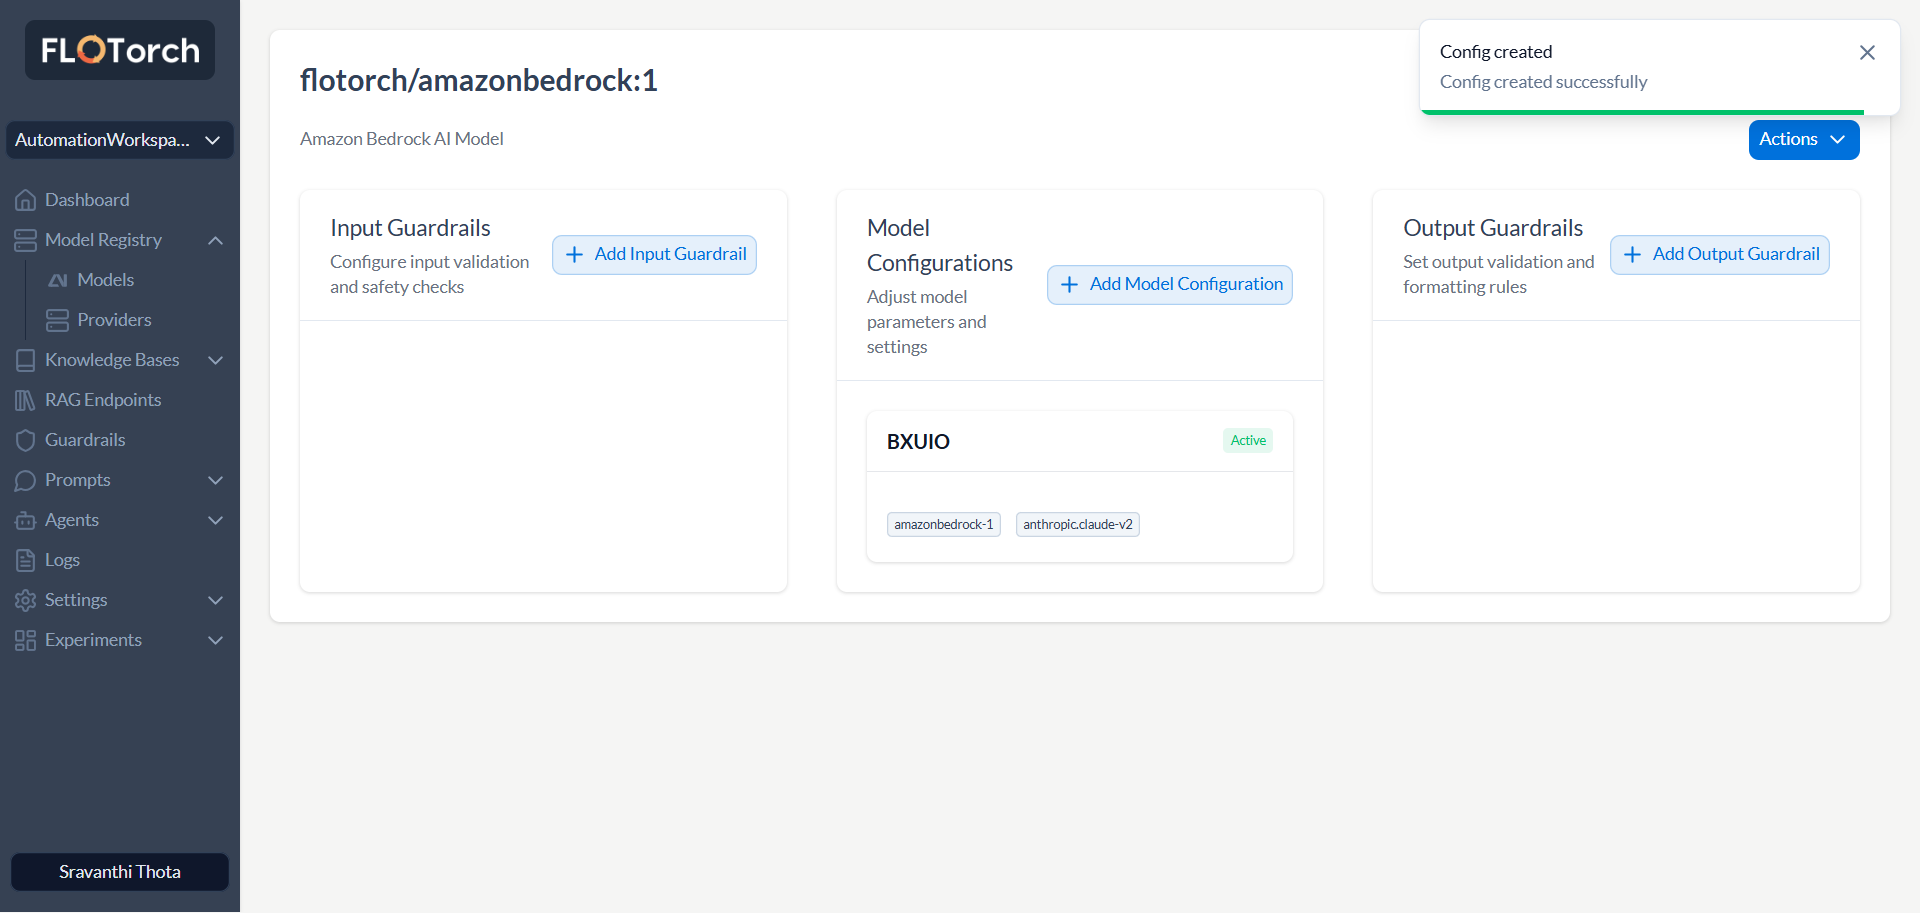 FLOTorch
AutomationWorkspa...
Dashboard
Model Registry
Models
Providers
Knowledge Bases
RAG Endpoints
Guardrails
Prompts
Agents
Logs
Settings
Experiments
Sravanthi Thota
flotorch/amazonbedrock:1
Amazon Bedrock AI Model
Config created
Config created successfully
Actions
Input Guardrails
Configure input validation
and safety checks
Add Input Guardrail
Model
Configurations
Adjust model
parameters and
settings
Add Model Configuration
BXUIO
Active
amazonbedrock-1
anthropic.claude-v2
Output Guardrails
Set output validation and
formatting rules
Add Output Guardrail